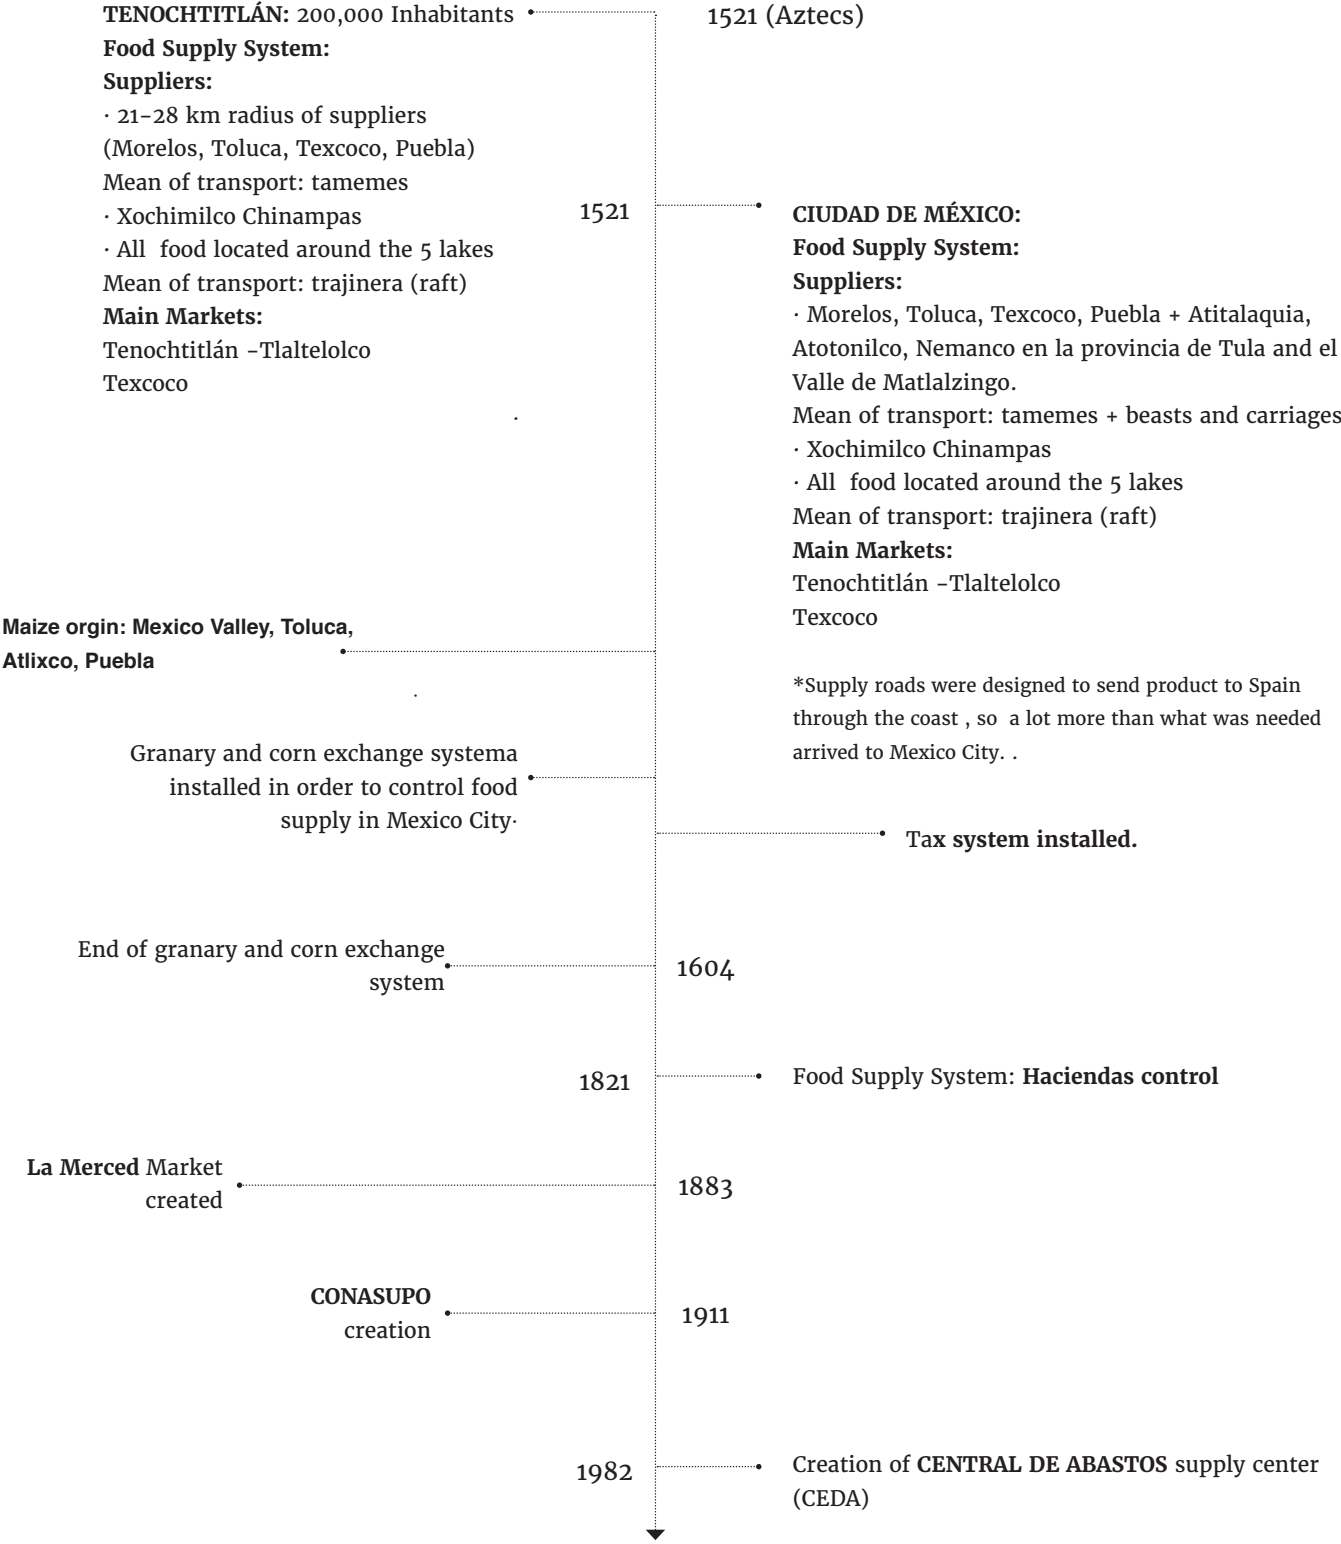 TENOCHTITLÁN: 200,000 Inhabitants
1521 (Aztecs)
Food Supply System:
Suppliers:
· 21-28 km radius of suppliers
(Morelos, Toluca, Texcoco, Puebla)
Mean of transport: tamemes
· Xochimilco Chinampas
· All food located around the 5 lakes
Mean of transport: trajinera (raft)
Main Markets:
Tenochtitlán -Tlaltelolco
Texcoco
.
1521
CIUDAD DE MÉXICO:
Food Supply System:
Suppliers:
· Morelos, Toluca, Texcoco, Puebla + Atitalaquia,
Atotonilco, Nemanco en la provincia de Tula and el
Valle de Matlalzingo.
Mean of transport: tamemes + beasts and carriages
· Xochimilco Chinampas
· All food located around the 5 lakes
Mean of transport: trajinera (raft)
Main Markets:
Tenochtitlán -Tlaltelolco
Texcoco
*Supply roads were designed to send product to Spain
through the coast , so a lot more than what was needed
arrived to Mexico City. .
Maize orgin: Mexico Valley, Toluca,
Atlixco, Puebla
.
Granary and corn exchange systema
installed in order to control food
supply in Mexico City·
Tax system installed.
End of granary and corn exchange
system
1604
1821
Food Supply System: Haciendas control
La Merced Market
created
1883
CONASUPO
creation
1911
1982
Creation of CENTRAL DE ABASTOS supply center
(CEDA)